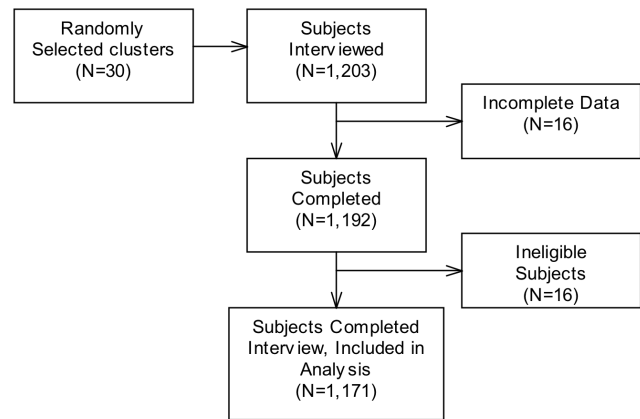 Randomly
Selected clusters
(N=30)
Subjects
Interviewed
(N=1,203)
Incomplete Data
(N=16)
Subjects
Completed
(N=1,192)
Ineligible
Subjects
(N=16)
Subjects Completed
Interview, Included in
Analysis
(N=1,171)